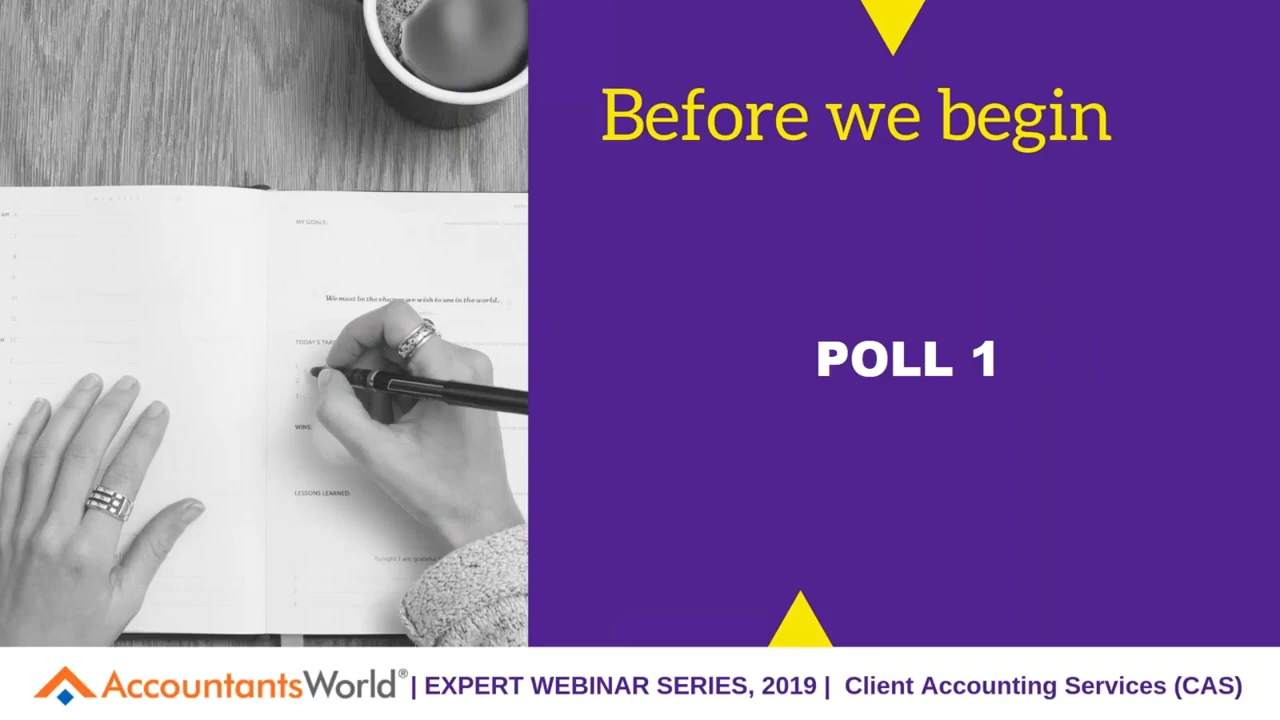 Before we begin
POLL 1
MY GOALS:
We must be the change we wish to see in the world.
TODAY'S
WINS:
LESSONS LEARNED:
AccountantsWorld® | EXPERT WEBINAR SERIES, 2019 | Client Accounting Services (CAS)